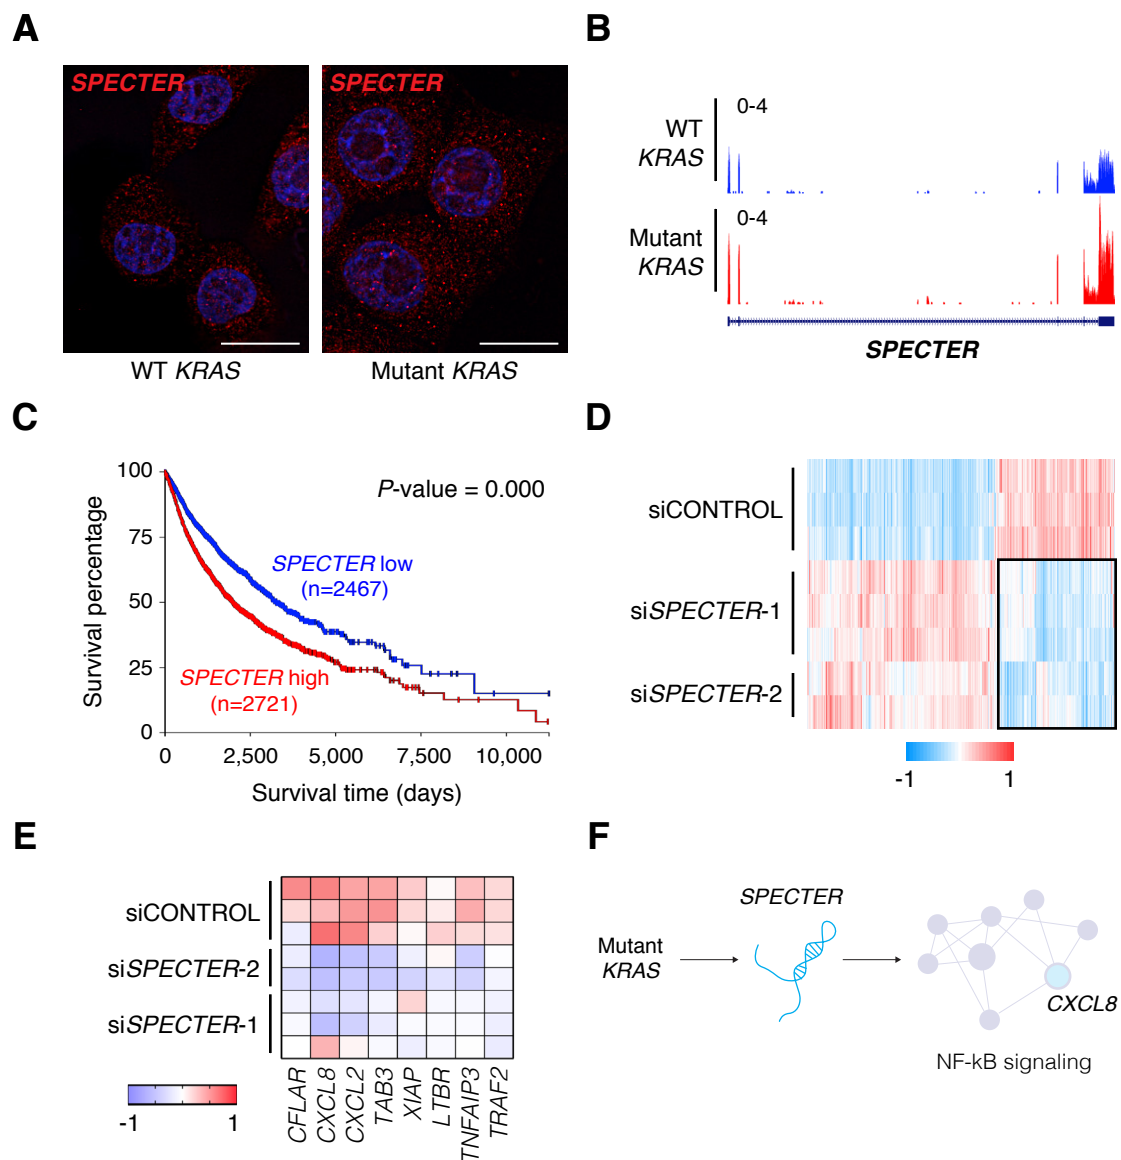 A
SPECTER
SPECTER
WT KRAS
Mutant KRAS
B
0-4
WT
KRAS
0-4
Mutant
KRAS
SPECTER
C
100
75
50
25
0
Survival percentage
P-value = 0.000
SPECTER low
(n=2467)
SPECTER high
(n=2721)
0
2,500
5,000
7,500
10,000
Survival time (days)
D
siCONTROL
siSPECTER-1
siSPECTER-2
-1
1
E
siCONTROL
siSPECTER-2
siSPECTER-1
-1
1
CFLAR
CXCL8
CXCL2
TAB3
XIAP
LTBR
TNFAIP3
TRAF2
F
SPECTER
Mutant
KRAS
CXCL8
NF-kB signaling